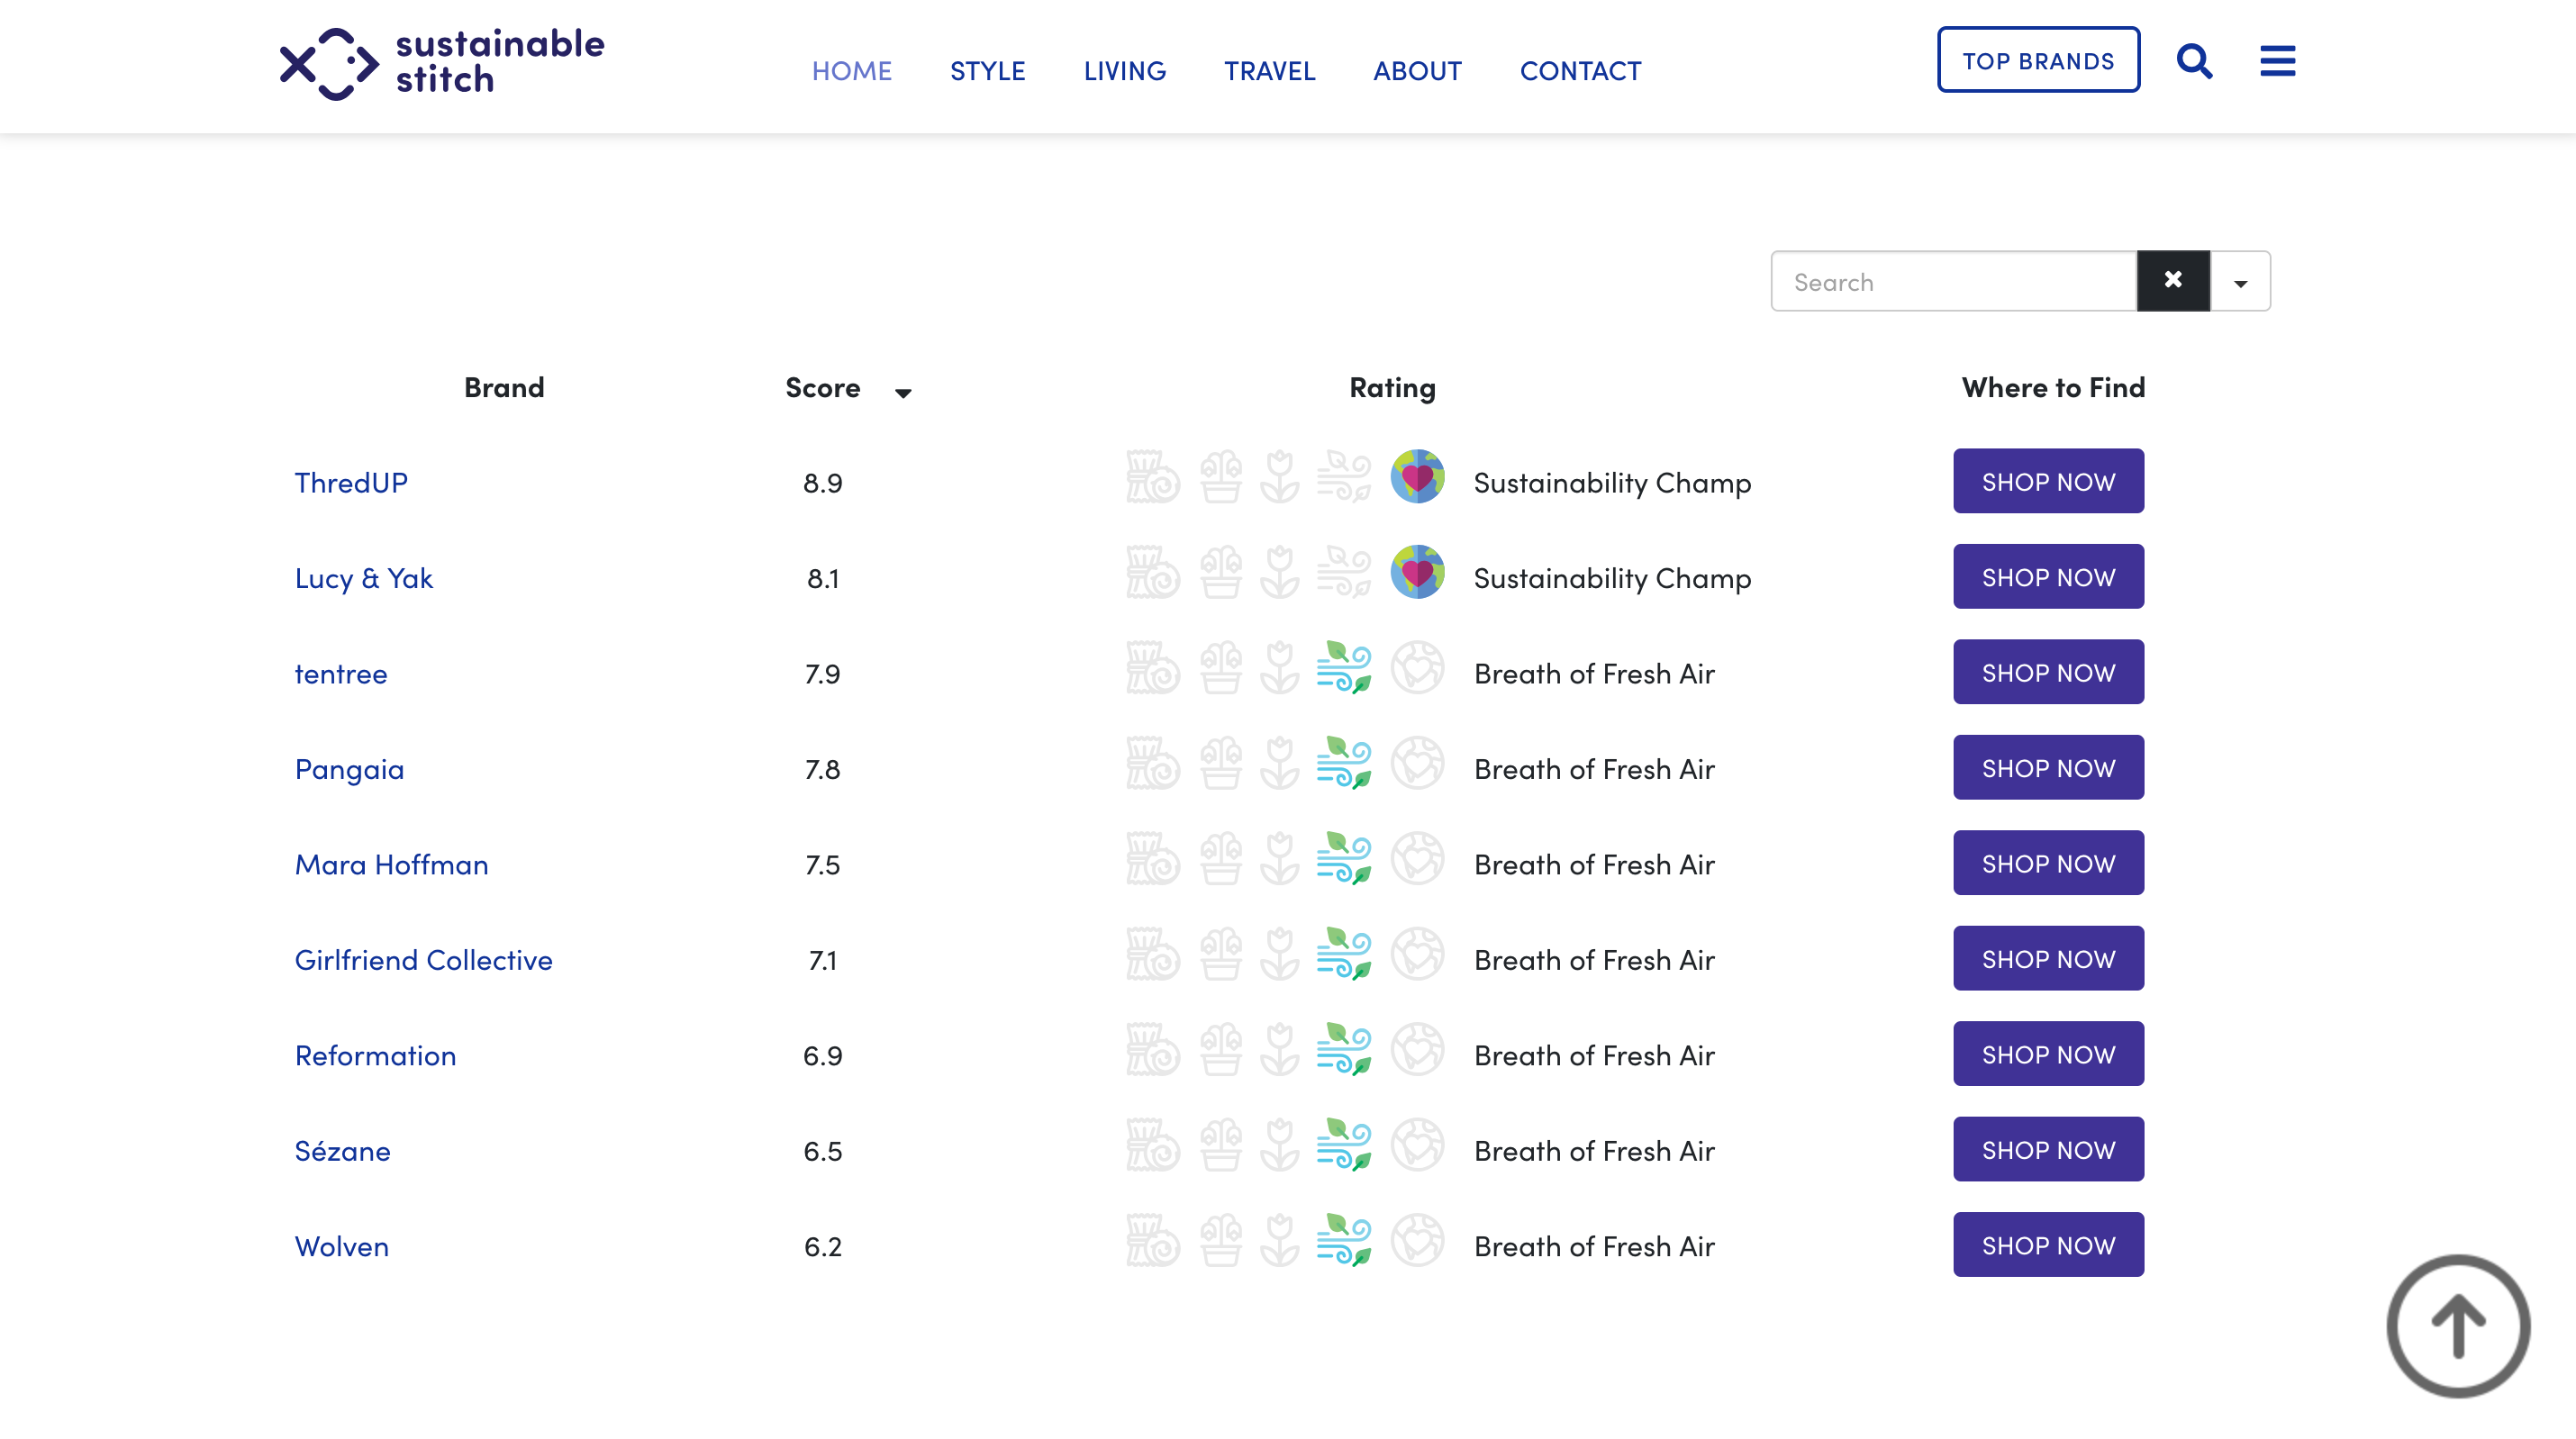 sustainable
stitch
HOME STYLE LIVING TRAVEL ABOUT CONTACT
TOP BRANDS
Search
Brand Score Rating Where to Find
ThredUP 8.9 Sustainability Champ SHOP NOW
Lucy & Yak 8.1 Sustainability Champ SHOP NOW
tentree 7.9 Breath of Fresh Air SHOP NOW
Pangaia 7.8 Breath of Fresh Air SHOP NOW
Mara Hoffman 7.5 Breath of Fresh Air SHOP NOW
Girlfriend Collective 7.1 Breath of Fresh Air SHOP NOW
Reformation 6.9 Breath of Fresh Air SHOP NOW
Sézane 6.5 Breath of Fresh Air SHOP NOW
Wolven 6.2 Breath of Fresh Air SHOP NOW